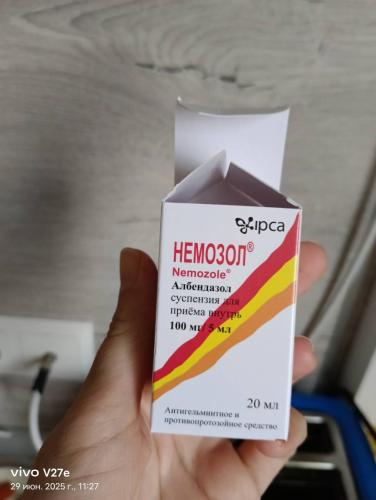 ipca
НЕМОЗОЛ®
Nemozole®
Албендазол
суспензия для
приёма внутрь
100 мг/ 5 мл
20 мл
Антигельминтное и
противопротозойное средство
vivo V27e
29 июн. 2025 г., 11:27